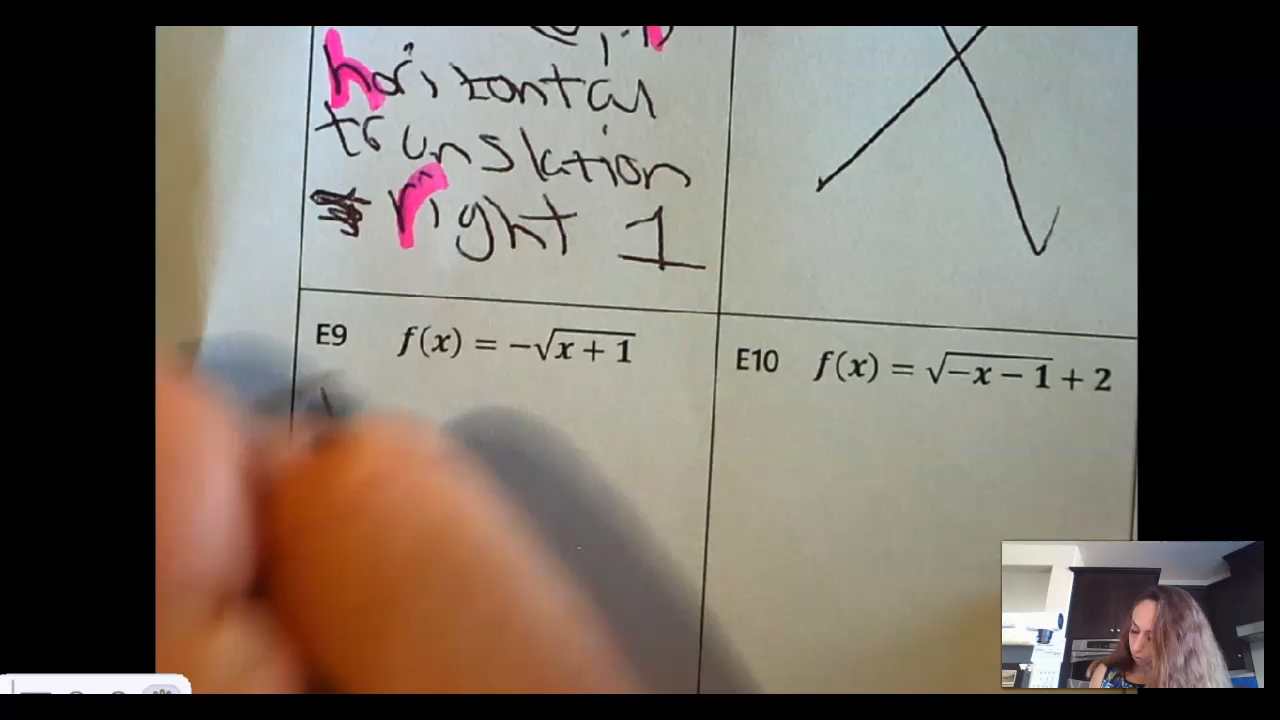 horizontal
translation
right 1
E9 f(x) = −√x + 1
E10 f(x) = √−x − 1 + 2